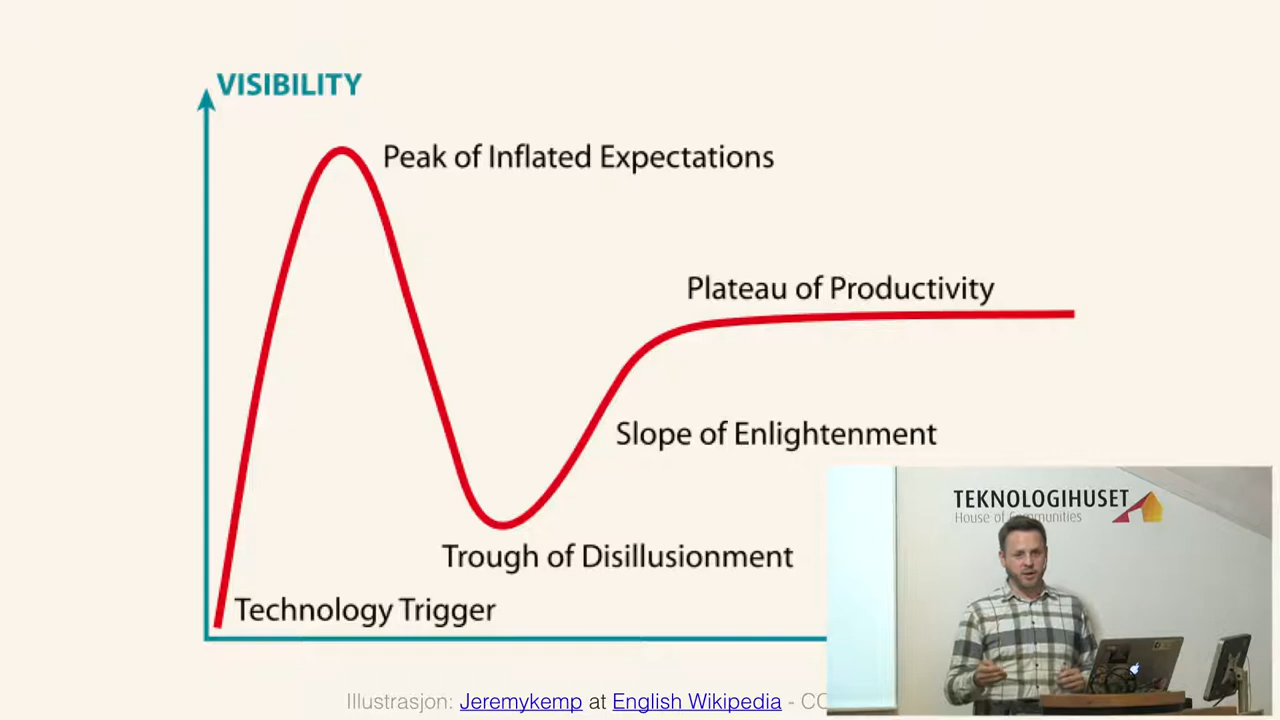 VISIBILITY
Peak of Inflated Expectations
Plateau of Productivity
Slope of Enlightenment
TEKNOLOGIHUSET
House of Communities
Trough of Disillusionment
Technology Trigger
Illustrasjon: Jeremykemp at English Wikipedia - CC